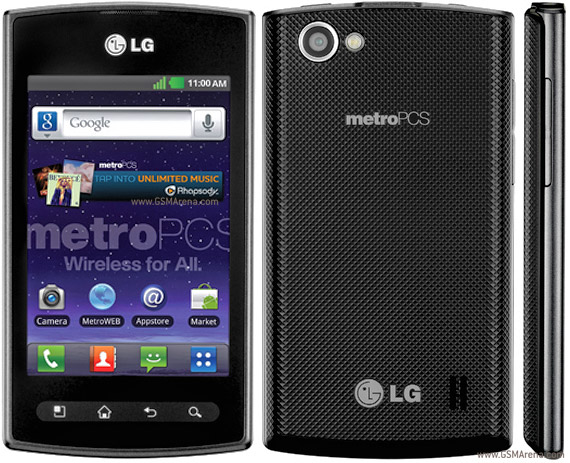 LG
11:00 AM
g Google
metroPCS
TAP INTO UNLIMITED MUSIC
Rhapsody
www.GSMArena.com
metroPCS
Wireless for All.
Camera MetroWEB Appstore Market
@
metroPCS
LG
www.GSMArena.com